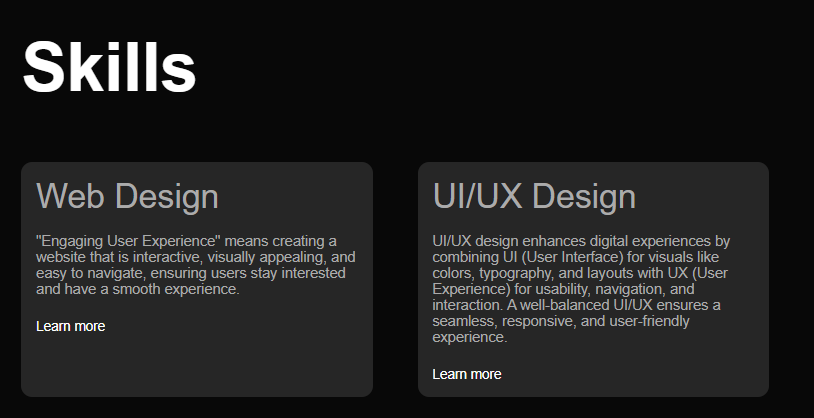 Skills
Web Design
"Engaging User Experience" means creating a
website that is interactive, visually appealing, and
easy to navigate, ensuring users stay interested
and have a smooth experience.
Learn more
UI/UX Design
UI/UX design enhances digital experiences by
combining UI (User Interface) for visuals like
colors, typography, and layouts with UX (User
Experience) for usability, navigation, and
interaction. A well-balanced UI/UX ensures a
seamless, responsive, and user-friendly
experience.
Learn more